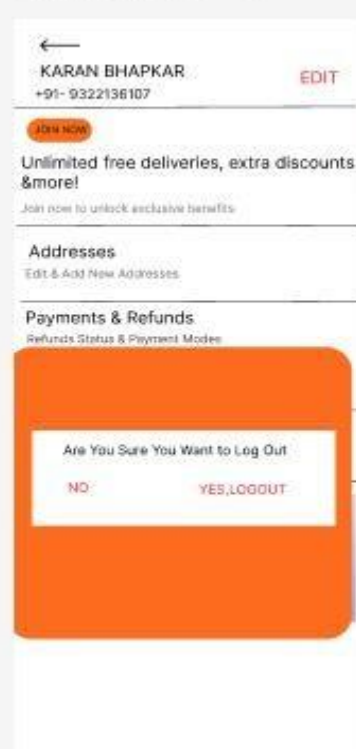 KARAN BHAPKAR
EDIT
+91- 9322136107
JOIN NOW
Unlimited free deliveries, extra discounts
&more!
Join now to unlock exclusive benefits
Addresses
Edit & Add New Addresses
Payments & Refunds
Refunds Status & Payment Modes
Are You Sure You Want to Log Out
NO
YES,LOGOUT